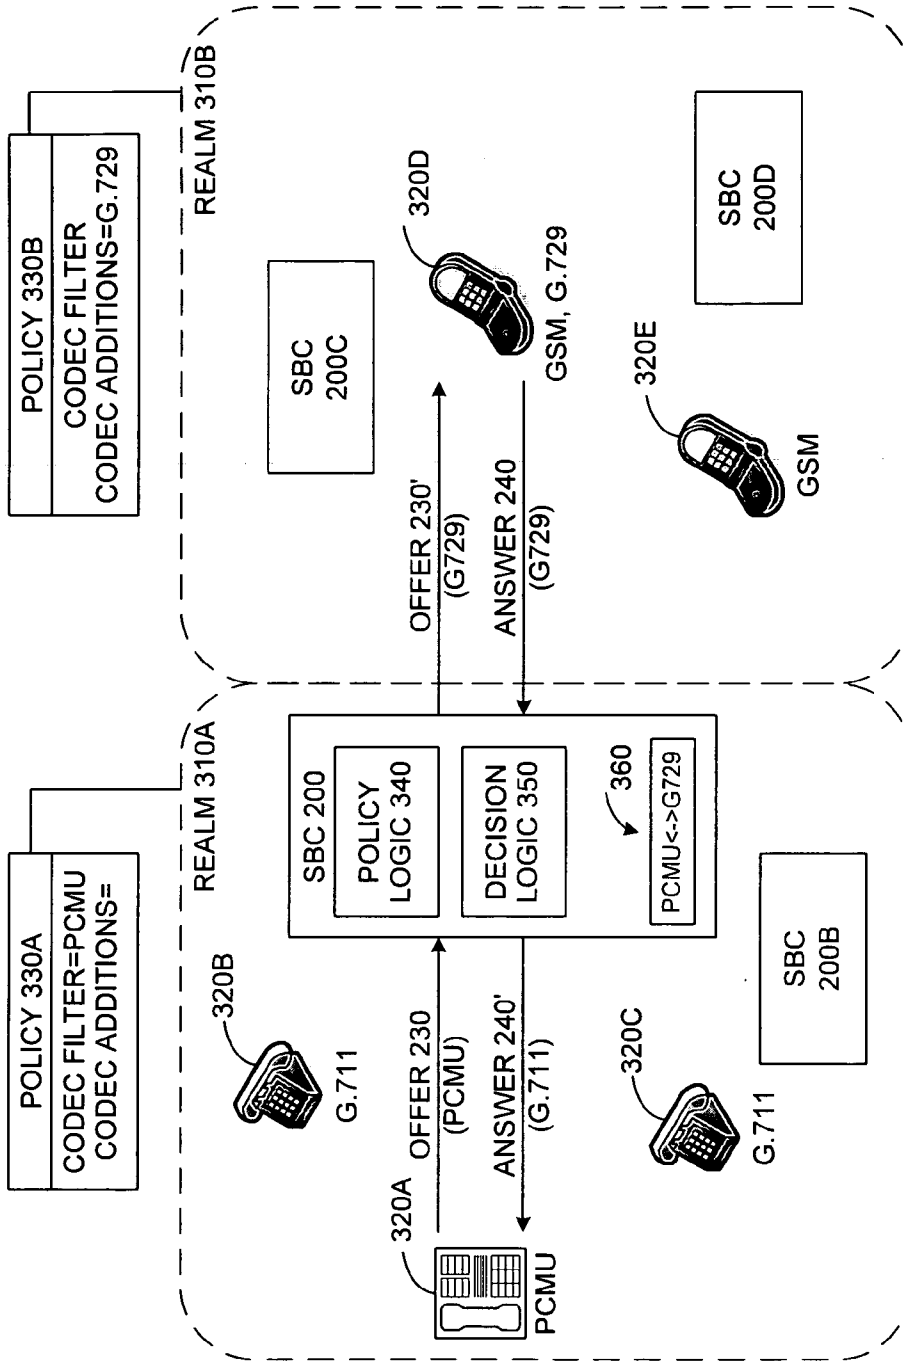 POLICY 330A
CODEC FILTER=PCMU
CODEC ADDITIONS=
POLICY 330B
CODEC FILTER
CODEC ADDITIONS=G.729
REALM 310A
REALM 310B
320B
G.711
320A
PCMU
OFFER 230
(PCMU)
ANSWER 240'
(G.711)
320C
G.711
SBC 200
POLICY
LOGIC 340
DECISION
LOGIC 350
360
PCMU<->G729
SBC
200B
OFFER 230'
(G729)
ANSWER 240
(G729)
SBC
200C
320D
GSM, G.729
320E
GSM
SBC
200D